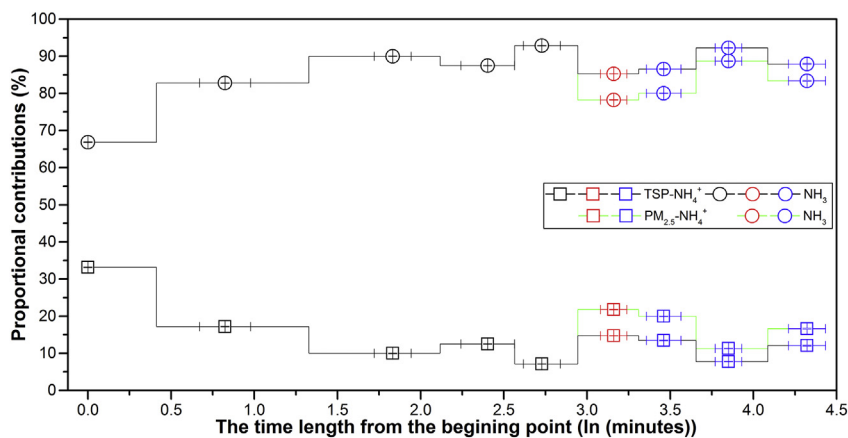 Proportional contributions (%)
100
90
80
70
60
50
40
30
20
10
0
TSP-NH₄⁺ NH₃
PM₂.₅-NH₄⁺ NH₃
0.0 0.5 1.0 1.5 2.0 2.5 3.0 3.5 4.0 4.5
The time length from the begining point (ln (minutes))